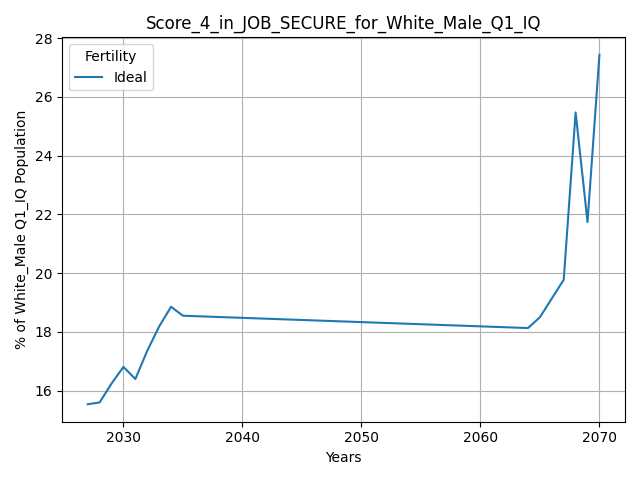 Score_4_in_JOB_SECURE_for_White_Male_Q1_IQ
Fertility
Ideal
% of White_Male Q1_IQ Population
28
26
24
22
20
18
16
2030
2040
2050
2060
2070
Years